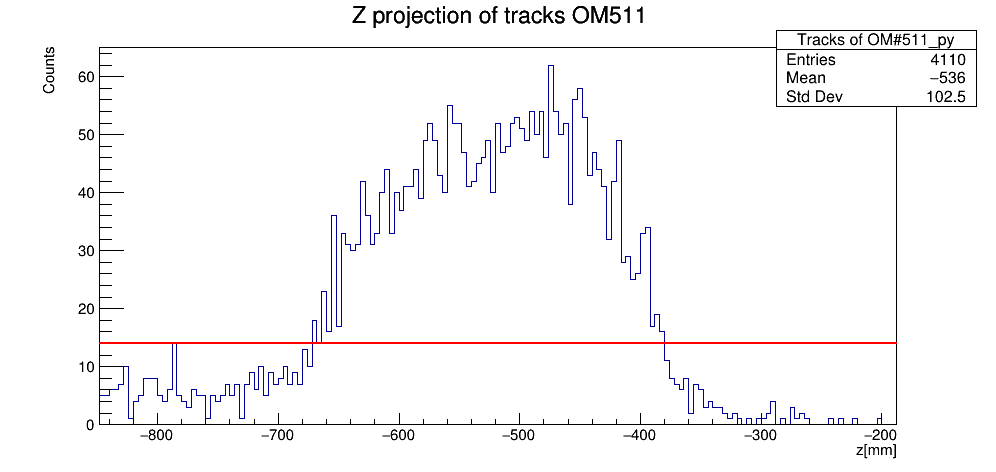 Z projection of tracks OM511
Tracks of OM#511_py
Entries 4110
Mean −536
Std Dev 102.5
Counts
60
50
40
30
20
10
0
−800 −700 −600 −500 −400 −300 −200
z[mm]